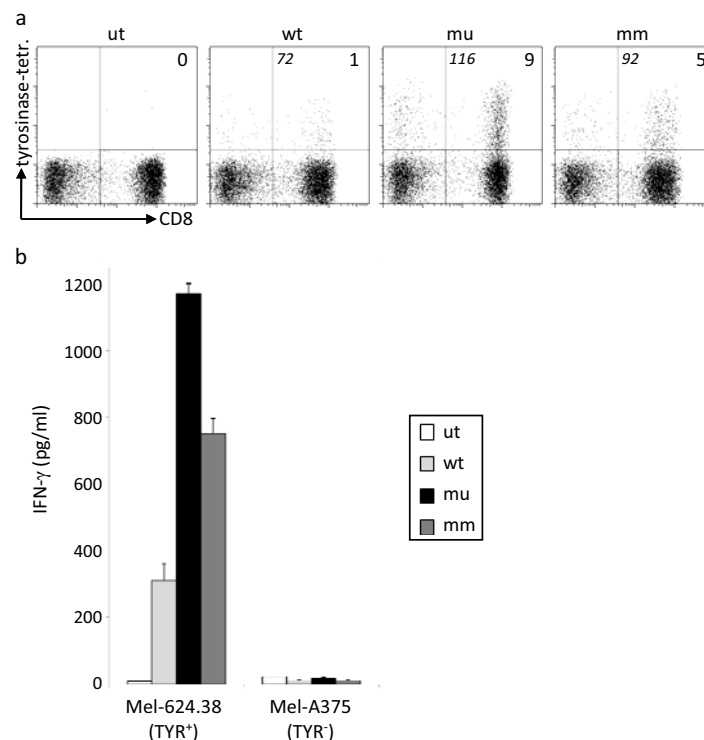 a
ut wt mu mm
0 72 1 116 9 92 5
tyrosinase-tetr.
CD8
b
1200
1000
800
600
400
200
0
IFN-γ (pg/ml)
ut
wt
mu
mm
Mel-624.38 Mel-A375
(TYR⁺) (TYR⁻)